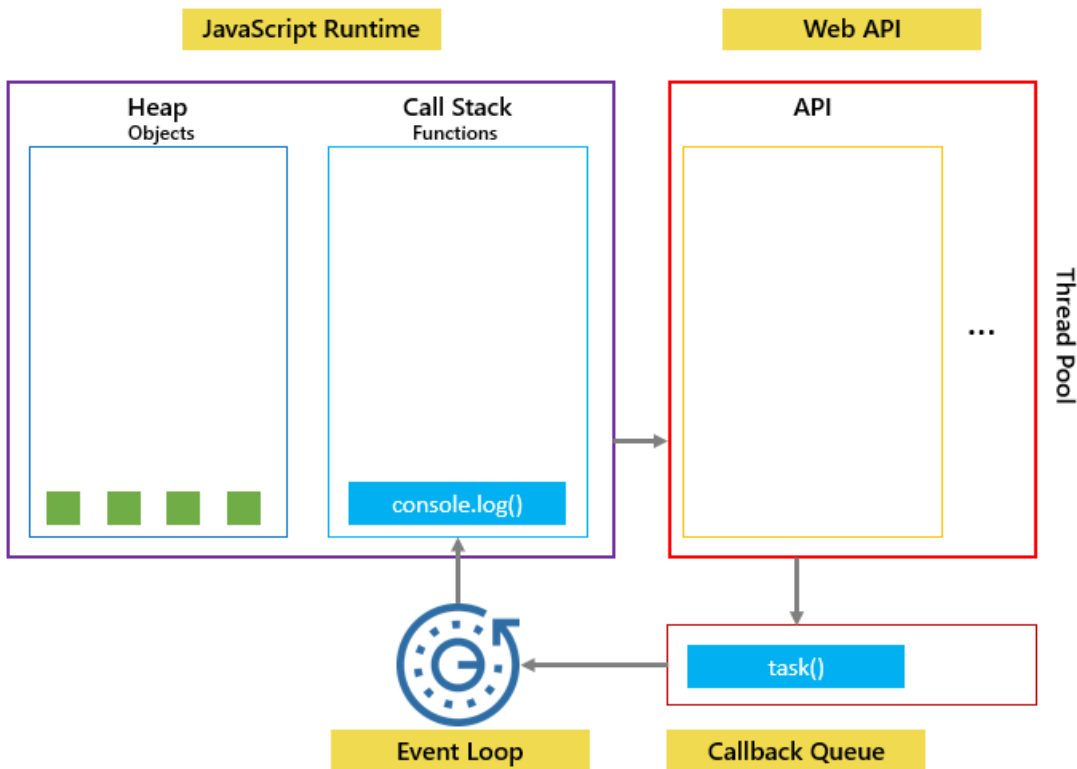 JavaScript Runtime
Web API
Heap
Objects
Call Stack
Functions
API
...
Thread Pool
console.log()
task()
Event Loop
Callback Queue